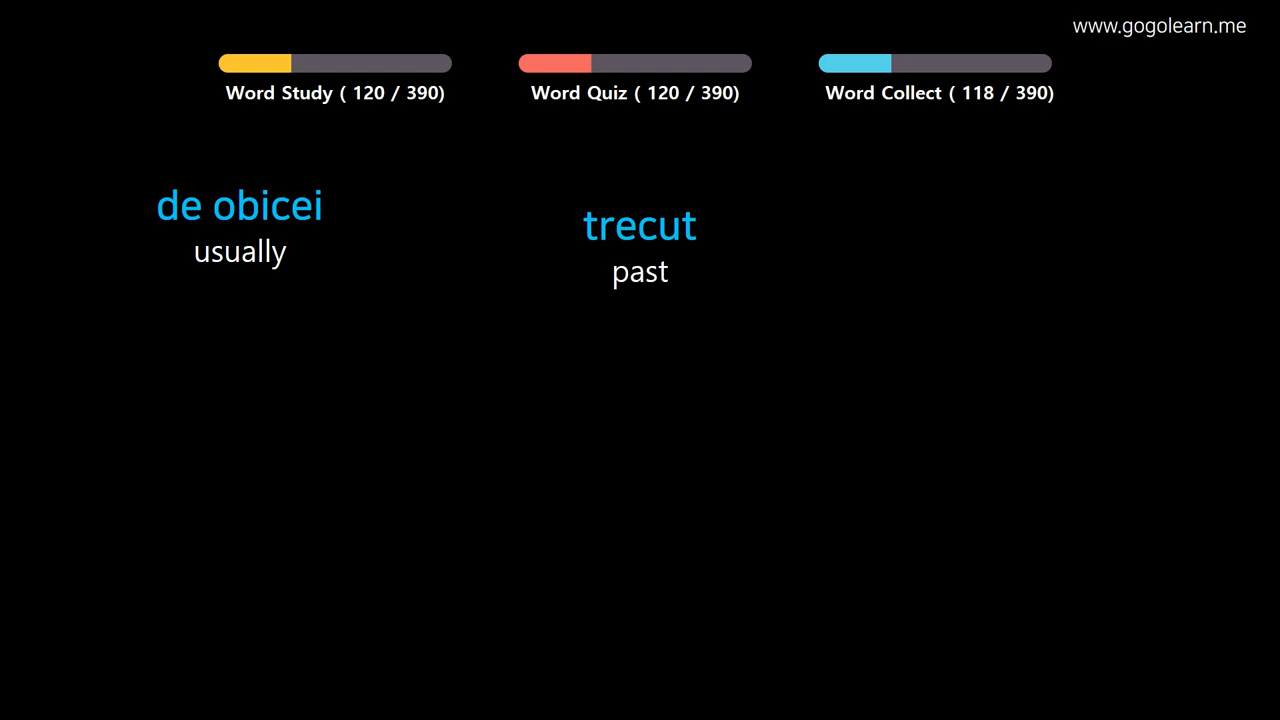 www.gogolearn.me
Word Study ( 120 / 390)
Word Quiz ( 120 / 390)
Word Collect ( 118 / 390)
de obicei
usually
trecut
past